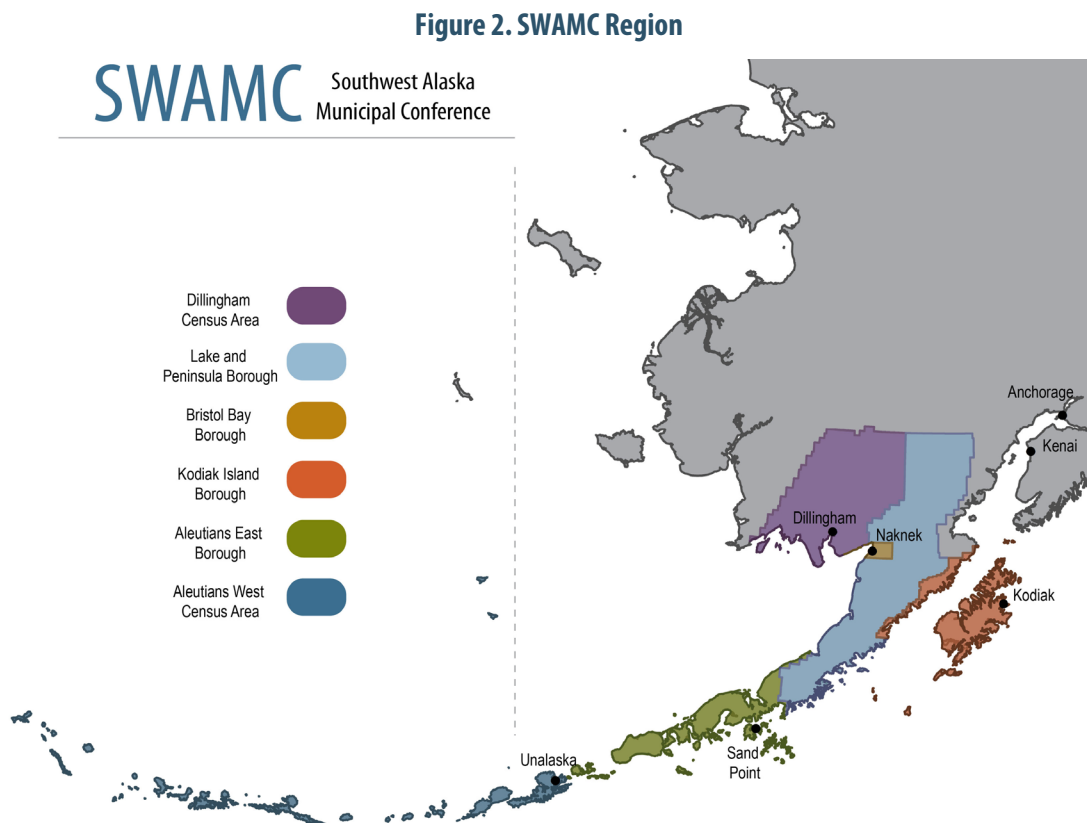 Figure 2. SWAMC Region
SWAMC
Southwest Alaska
Municipal Conference
Dillingham
Census Area
Lake and
Peninsula Borough
Bristol Bay
Borough
Kodiak Island
Borough
Aleutians East
Borough
Aleutians West
Census Area
Anchorage
Kenai
Dillingham
Naknek
Kodiak
Sand
Point
Unalaska